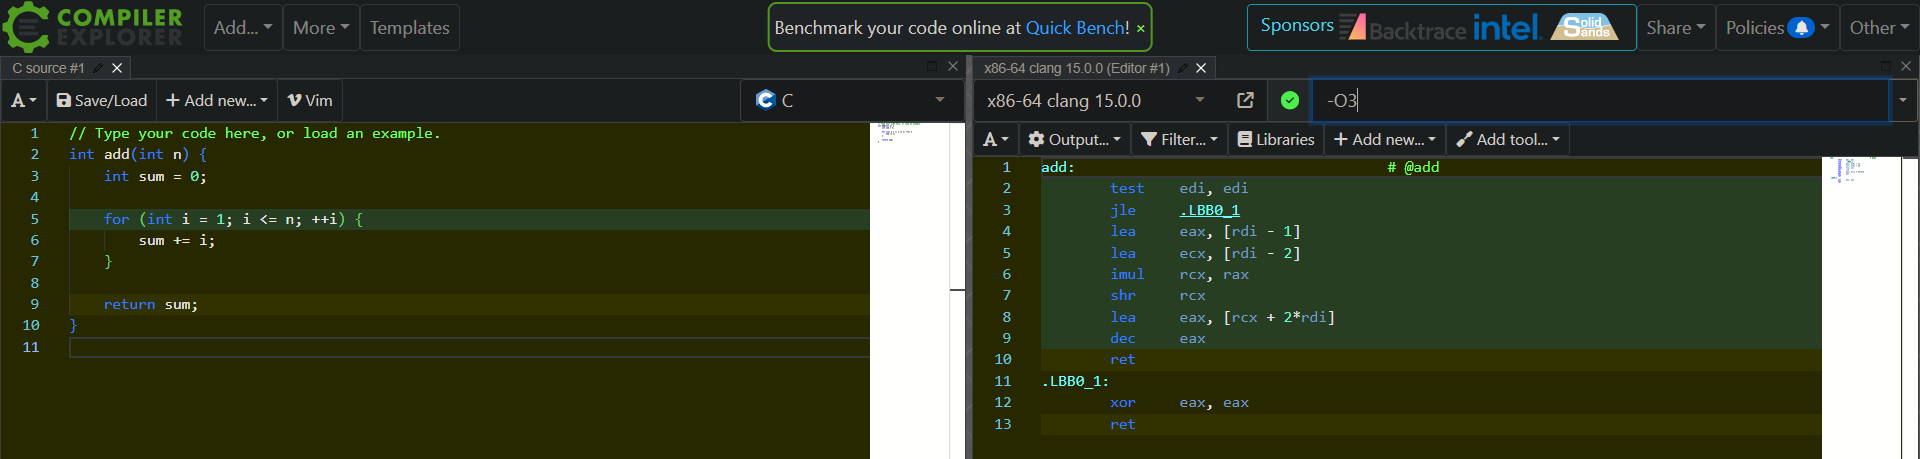 COMPILER
EXPLORER
Add...
More
Templates
Benchmark your code online at Quick Bench! ×
Sponsors
Backtrace
intel.
Solid
Sands
Share
Policies
Other
C source #1
A
Save/Load
+ Add new...
Vim
C
1 // Type your code here, or load an example.
2 int add(int n) {
3 int sum = 0;
4
5 for (int i = 1; i <= n; ++i) {
6 sum += i;
7 }
8
9 return sum;
10 }
11
x86-64 clang 15.0.0 (Editor #1)
x86-64 clang 15.0.0
-O3
A
Output...
Filter...
Libraries
+ Add new...
Add tool...
1 add: # @add
2 test edi, edi
3 jle .LBB0_1
4 lea eax, [rdi - 1]
5 lea ecx, [rdi - 2]
6 imul rcx, rax
7 shr rcx
8 lea eax, [rcx + 2*rdi]
9 dec eax
10 ret
11 .LBB0_1:
12 xor eax, eax
13 ret